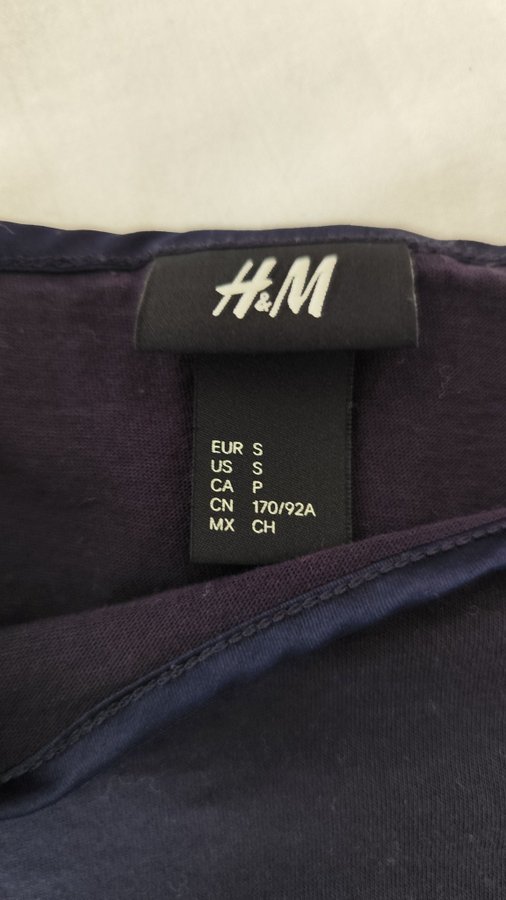 H&M
EUR S
US S
CA P
CN 170/92A
MX CH